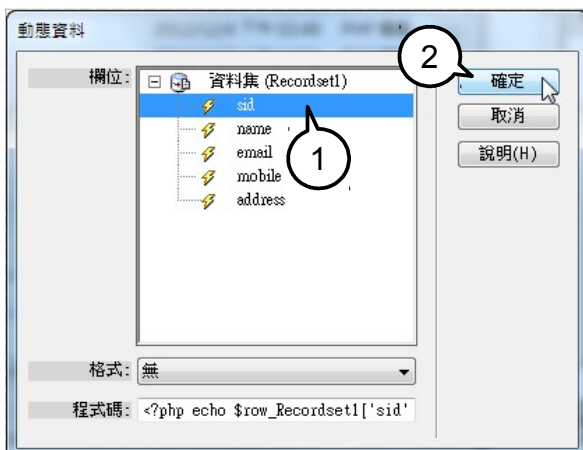 動態資料
欄位:
資料集 (Recordset1)
sid
name
email
mobile
address
格式: 無
程式碼: <?php echo $row_Recordset1['sid'
確定
取消
說明(H)
1
2